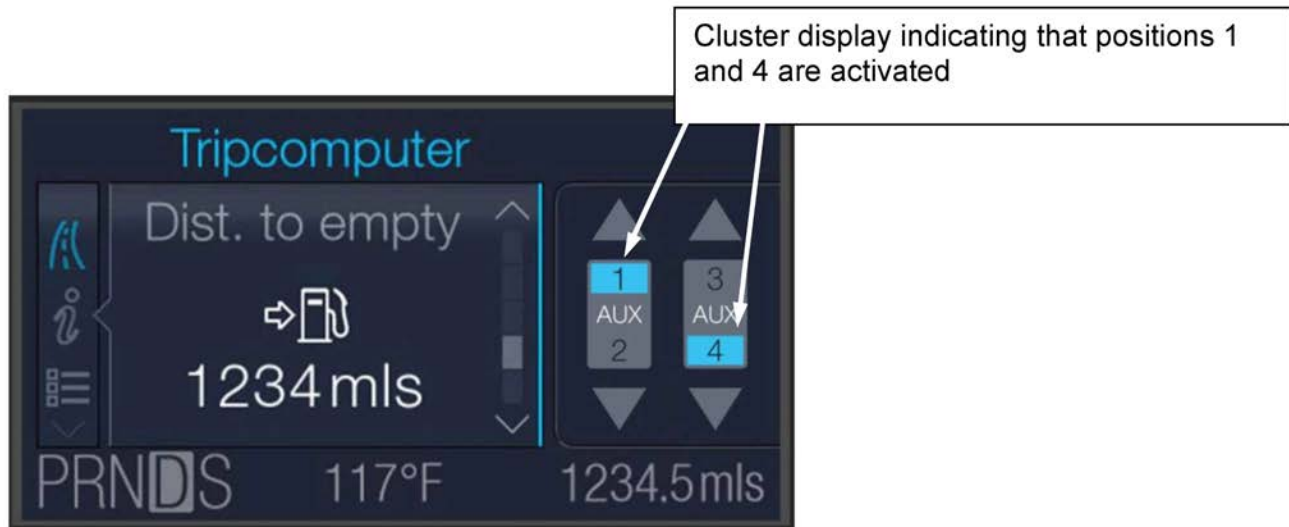 Cluster display indicating that positions 1
and 4 are activated
Tripcomputer
Dist. to empty
1234mls
1
AUX
2
3
AUX
4
PRNDS 117°F 1234.5mls